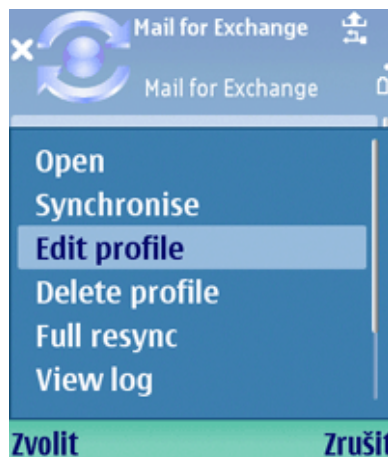 Mail for Exchange
Mail for Exchange
Open
Synchronise
Edit profile
Delete profile
Full resync
View log
Zvolit Zrušit